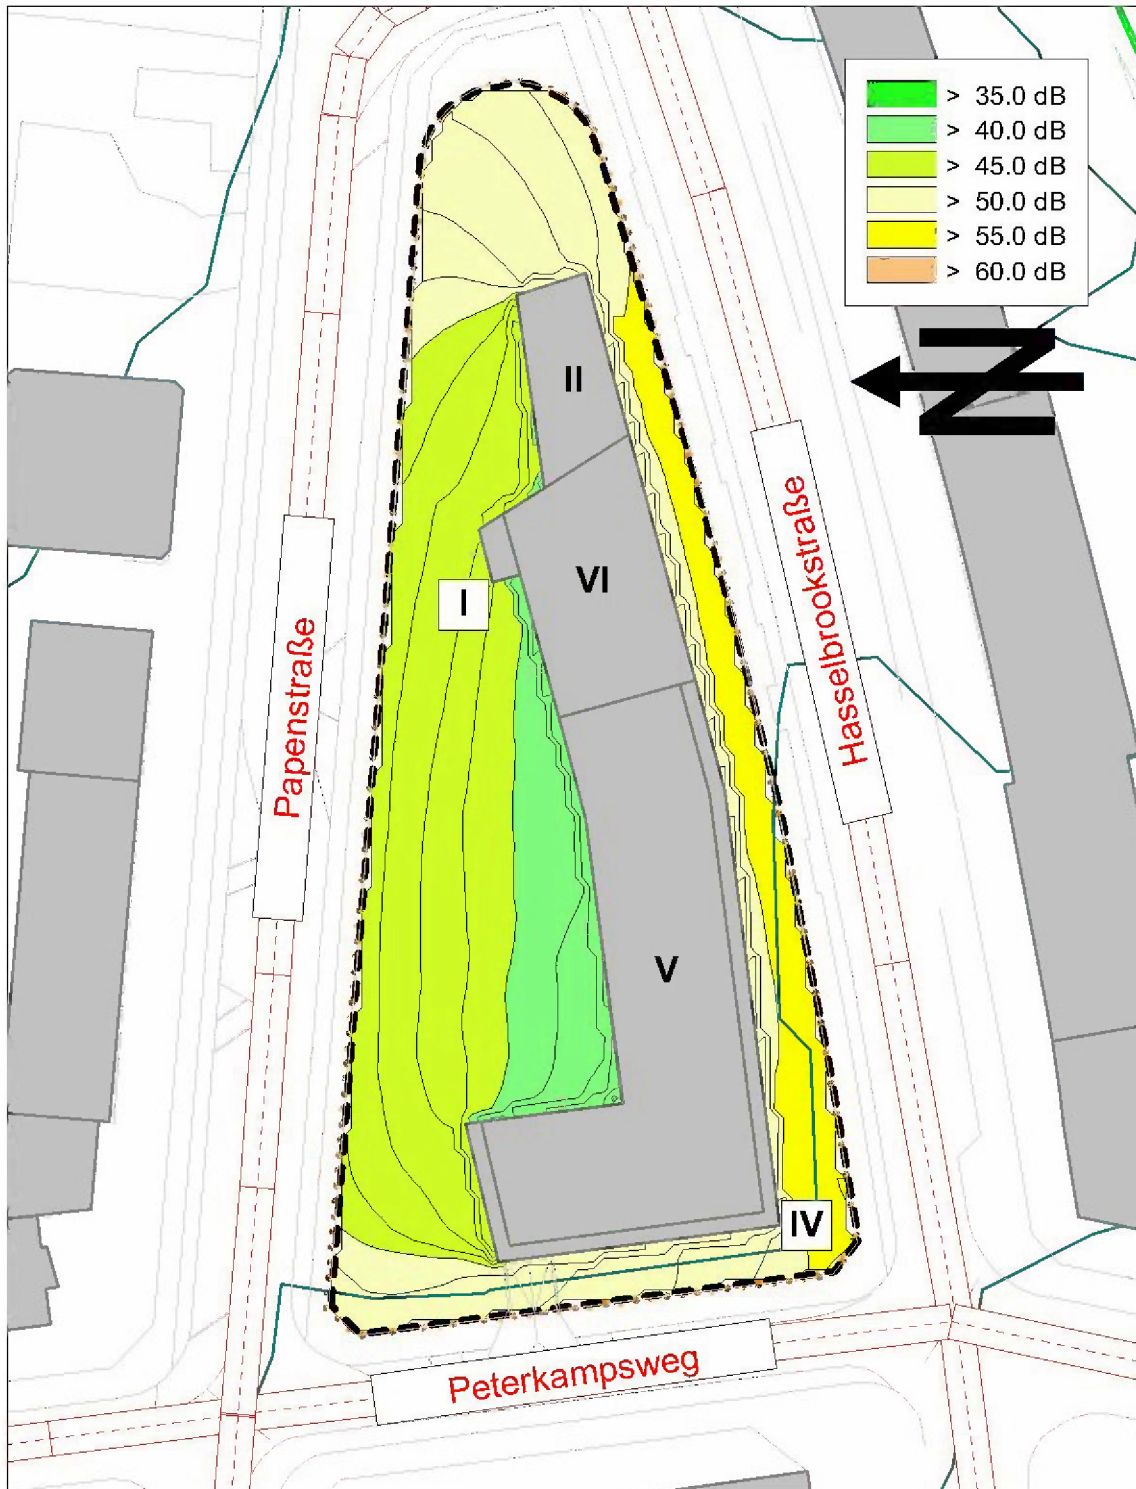 > 35.0 dB
> 40.0 dB
> 45.0 dB
> 50.0 dB
> 55.0 dB
> 60.0 dB
N
II
VI
I
V
IV
Papenstraße
Hasselbrookstraße
Peterkampsweg